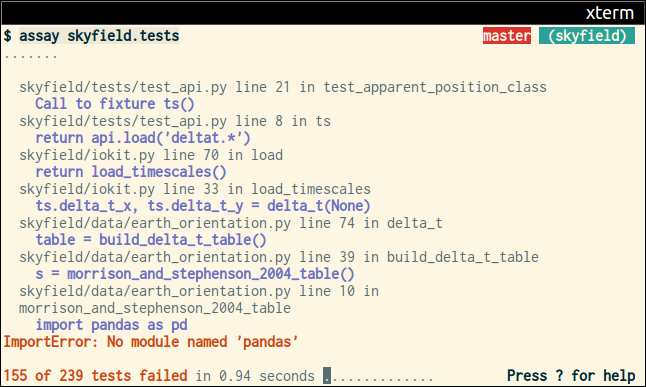 xterm
$ assay skyfield.tests master (skyfield)
.......
skyfield/tests/test_api.py line 21 in test_apparent_position_class
Call to fixture ts()
skyfield/tests/test_api.py line 8 in ts
return api.load('deltat.*')
skyfield/iokit.py line 70 in load
return load_timescales()
skyfield/iokit.py line 33 in load_timescales
ts.delta_t_x, ts.delta_t_y = delta_t(None)
skyfield/data/earth_orientation.py line 74 in delta_t
table = build_delta_t_table()
skyfield/data/earth_orientation.py line 39 in build_delta_t_table
s = morrison_and_stephenson_2004_table()
skyfield/data/earth_orientation.py line 10 in
morrison_and_stephenson_2004_table
import pandas as pd
ImportError: No module named 'pandas'
155 of 239 tests failed in 0.94 seconds ............. Press ? for help